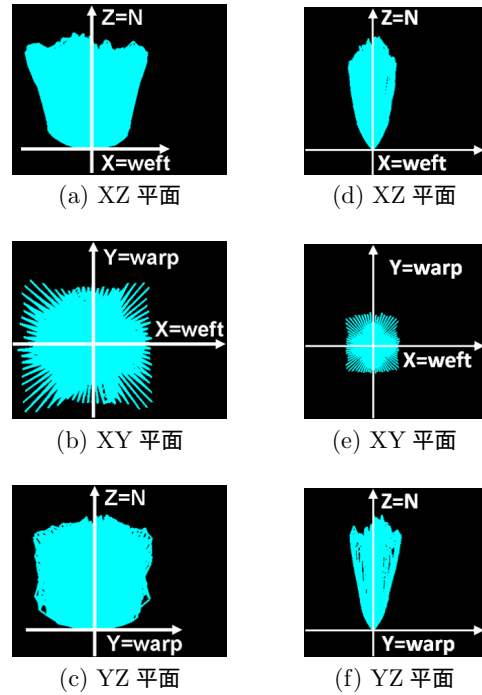 Z=N
X=weft
(a) XZ 平面
Z=N
X=weft
(d) XZ 平面
Y=warp
X=weft
(b) XY 平面
Y=warp
X=weft
(e) XY 平面
Z=N
Y=warp
(c) YZ 平面
Z=N
Y=warp
(f) YZ 平面